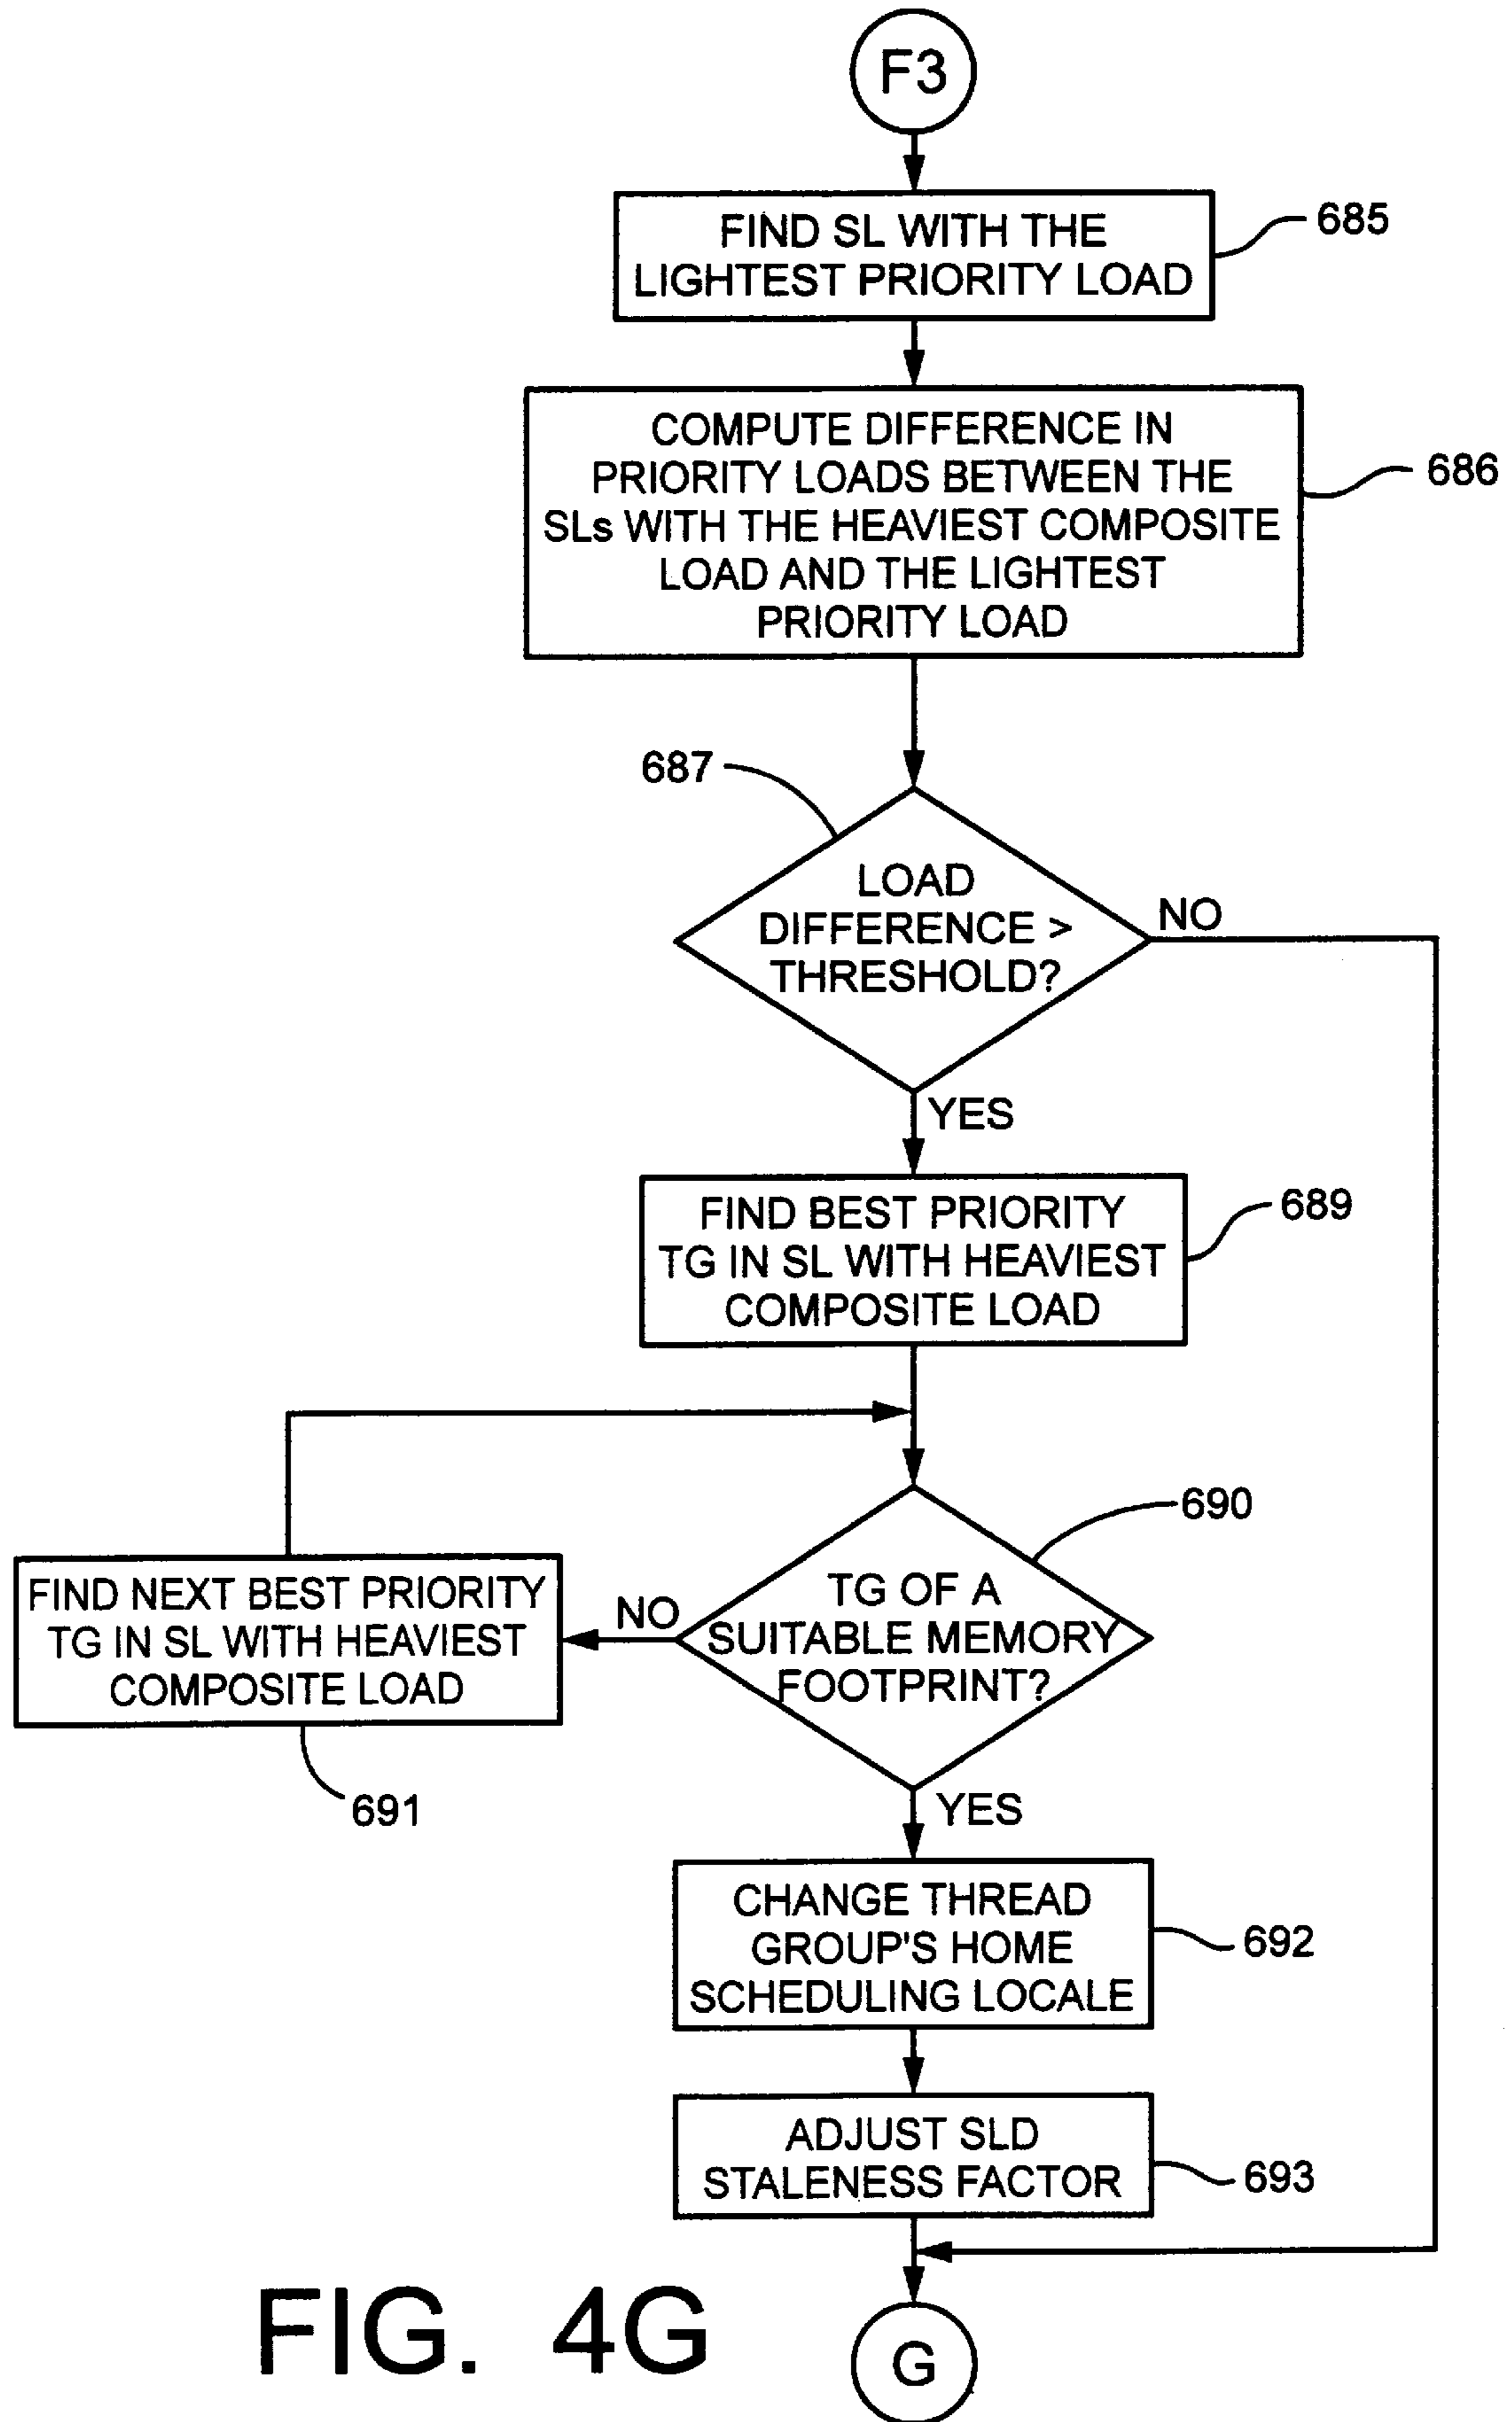 F3
FIND SL WITH THE
LIGHTEST PRIORITY LOAD
685
COMPUTE DIFFERENCE IN
PRIORITY LOADS BETWEEN THE
SLs WITH THE HEAVIEST COMPOSITE
LOAD AND THE LIGHTEST
PRIORITY LOAD
686
687
LOAD
DIFFERENCE >
THRESHOLD?
NO
YES
FIND BEST PRIORITY
TG IN SL WITH HEAVIEST
COMPOSITE LOAD
689
690
TG OF A
SUITABLE MEMORY
FOOTPRINT?
NO
FIND NEXT BEST PRIORITY
TG IN SL WITH HEAVIEST
COMPOSITE LOAD
691
YES
CHANGE THREAD
GROUP'S HOME
SCHEDULING LOCALE
692
ADJUST SLD
STALENESS FACTOR
693
FIG. 4G
G